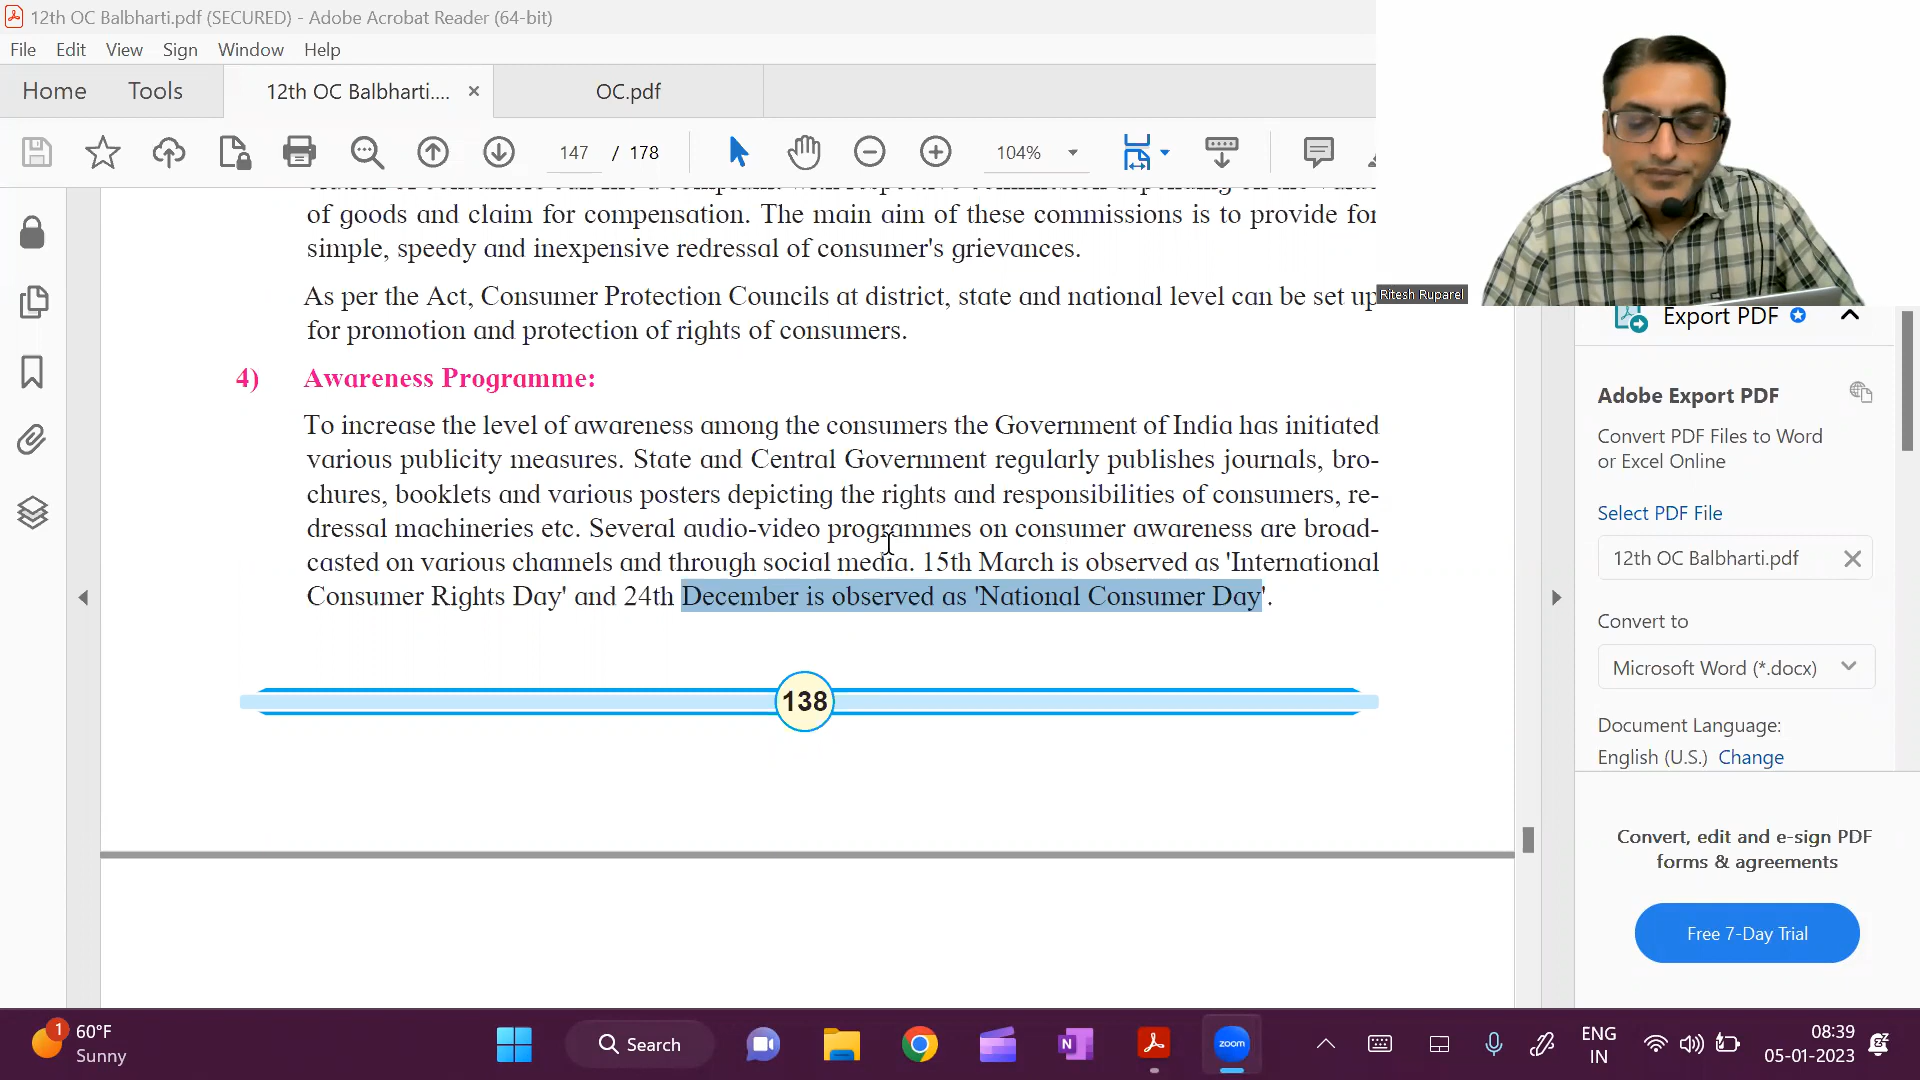 12th OC Balbharti.pdf (SECURED) - Adobe Acrobat Reader (64-bit)
File Edit View Sign Window Help
Home Tools 12th OC Balbharti.... × OC.pdf
147 / 178 104%
of goods and claim for compensation. The main aim of these commissions is to provide for
simple, speedy and inexpensive redressal of consumer's grievances.
As per the Act, Consumer Protection Councils at district, state and national level can be set up
for promotion and protection of rights of consumers.
4) Awareness Programme:
To increase the level of awareness among the consumers the Government of India has initiated
various publicity measures. State and Central Government regularly publishes journals, bro-
chures, booklets and various posters depicting the rights and responsibilities of consumers, re-
dressal machineries etc. Several audio-video programmes on consumer awareness are broad-
casted on various channels and through social media. 15th March is observed as 'International
Consumer Rights Day' and 24th December is observed as 'National Consumer Day'.
138
Ritesh Ruparel
Export PDF
Adobe Export PDF
Convert PDF Files to Word
or Excel Online
Select PDF File
12th OC Balbharti.pdf
Convert to
Microsoft Word (*.docx)
Document Language:
English (U.S.) Change
Convert, edit and e-sign PDF
forms & agreements
Free 7-Day Trial
1
60°F
Sunny
Search
N
zoom
ENG
IN
08:39
05-01-2023